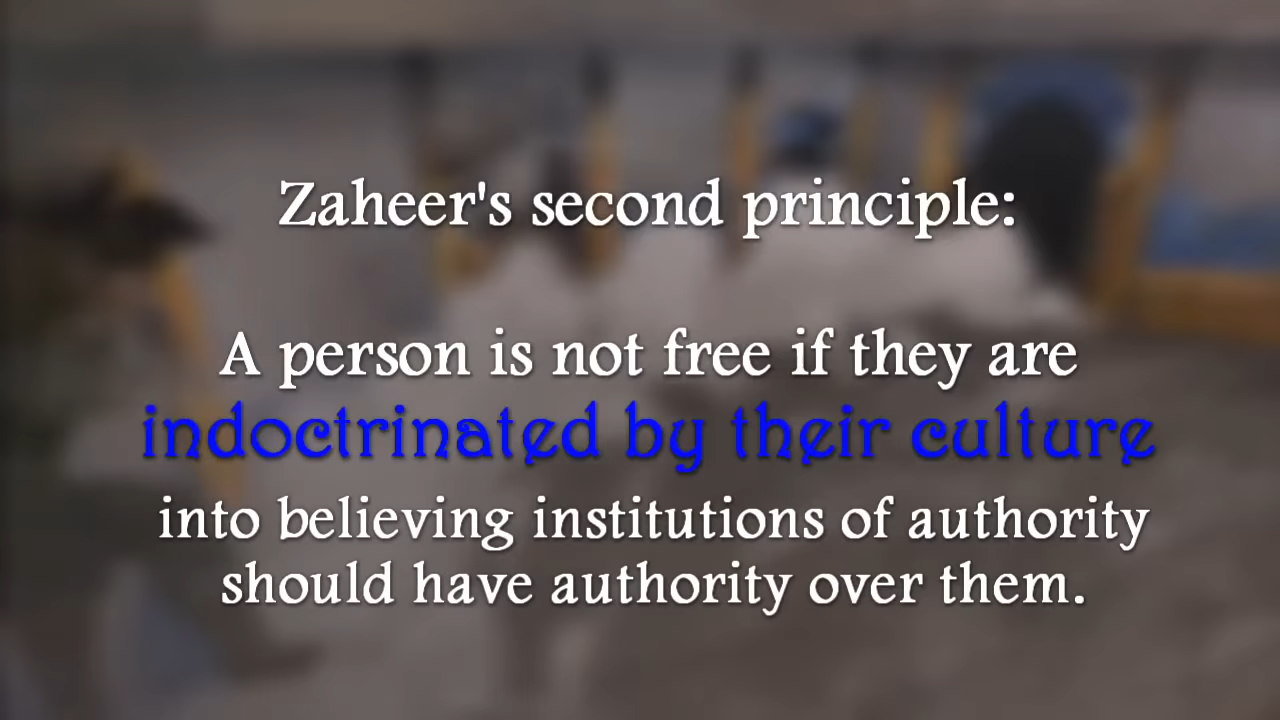 Zaheer's second principle:
A person is not free if they are
indoctrinated by their culture
into believing institutions of authority
should have authority over them.